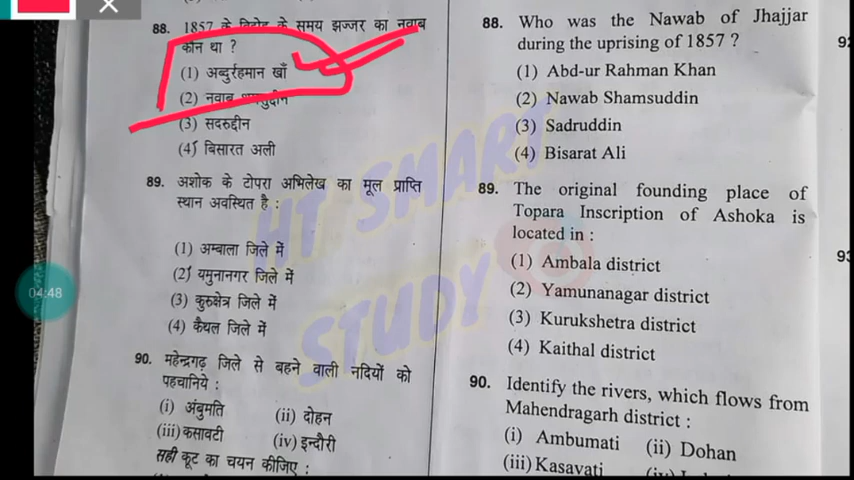 88. 1857 के विद्रोह के समय झज्जर का नवाब
कौन था ?
(1) अब्दुर्रहमान खाँ
(2) नवाब
(3) सदरुद्दीन
(4) बिसारत अली
89. अशोक के टोपरा अभिलेख का मूल प्राप्ति
स्थान अवस्थित है :
(1) अम्बाला जिले में
(2) यमुनानगर जिले में
(3) कुरुक्षेत्र जिले में
(4) कैथल जिले में
90. महेन्द्रगढ़ जिले से बहने वाली नदियों को
पहचानिये :
(i) अंबुमति (ii) दोहन
(iii) कसावटी (iv) इन्दौरी
सही कूट का चयन कीजिए :
88. Who was the Nawab of Jhajjar
during the uprising of 1857 ?
(1) Abd-ur Rahman Khan
(2) Nawab Shamsuddin
(3) Sadruddin
(4) Bisarat Ali
89. The original founding place of
Topara Inscription of Ashoka is
located in :
(1) Ambala district
(2) Yamunanagar district
(3) Kurukshetra district
(4) Kaithal district
90. Identify the rivers, which flows from
Mahendragarh district :
(i) Ambumati (ii) Dohan
(iii) Kasavati
HT SMART
STUDY
04:48